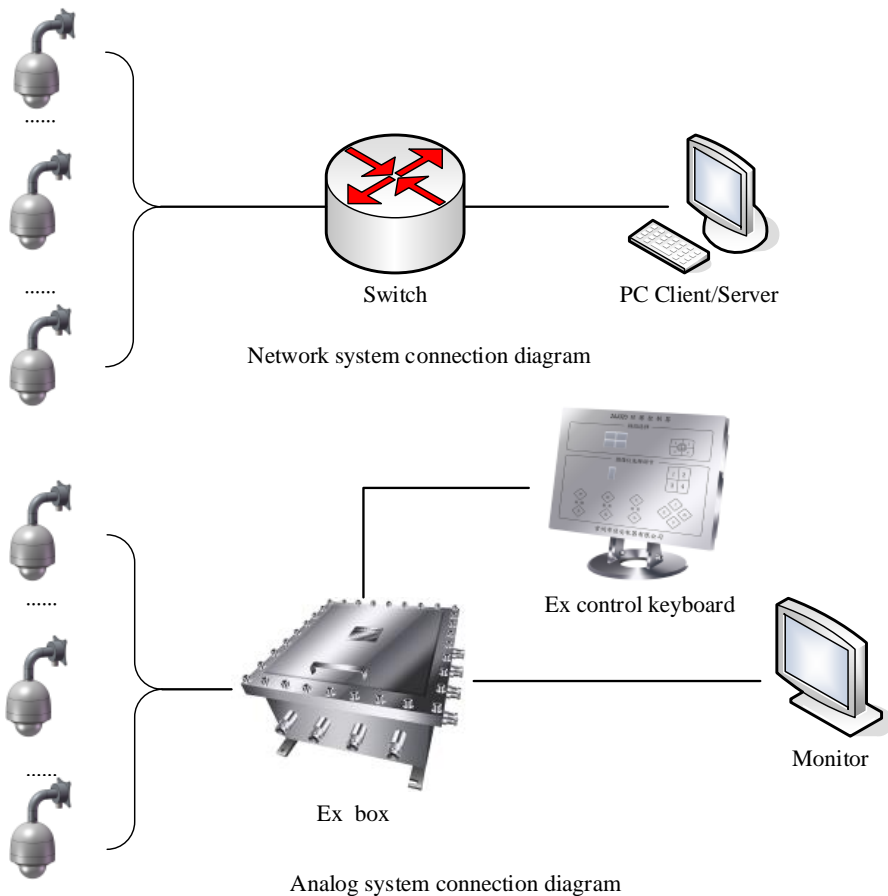 ......
......
Switch
PC Client/Server
Network system connection diagram
......
......
Ex control keyboard
Monitor
Ex box
Analog system connection diagram